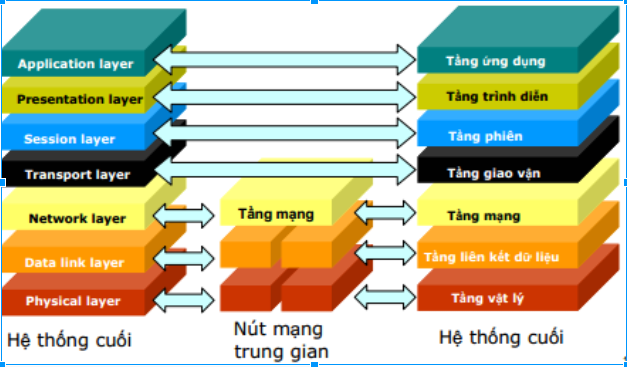 Application layer
Presentation layer
Session layer
Transport layer
Network layer
Data link layer
Physical layer
Hệ thống cuối
Tầng mạng
Nút mạng
trung gian
Tầng ứng dụng
Tầng trình diễn
Tầng phiên
Tầng giao vận
Tầng mạng
Tầng liên kết dữ liệu
Tầng vật lý
Hệ thống cuối